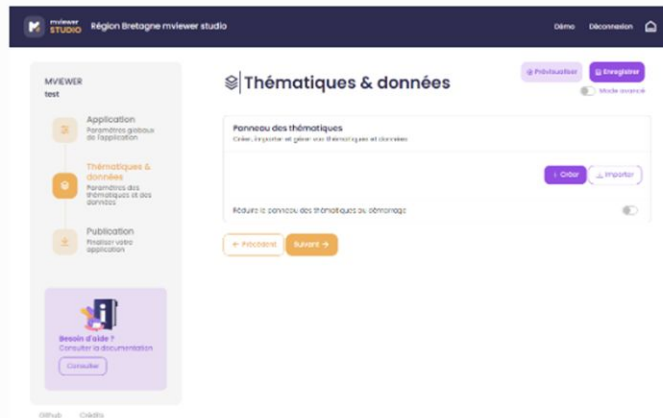 mviewer
STUDIO
Région Bretagne mviewer studio
Démo
Déconnexion
MVIEWER
test
Application
Paramètres globaux
de l'application
Thématiques &
données
Paramètres des
thématiques et des
données
Publication
Finaliser votre
application
Besoin d'aide ?
Consulter la documentation
Consulter
Github
Crédits
Thématiques & données
Prévisualiser
Enregistrer
Mode avancé
Panneau des thématiques
Créer, importer et gérer vos thématiques et données
Créer
Importer
Réduire le panneau des thématiques au démarrage
← Précédent
Suivant →